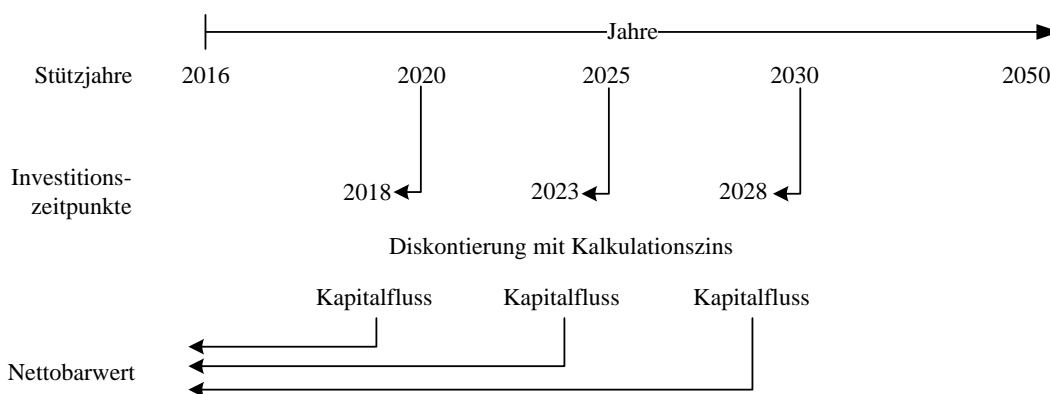 Jahre
Stützjahre 2016 2020 2025 2030 2050
Investitions-
zeitpunkte
2018 2023 2028
Diskontierung mit Kalkulationszins
Kapitalfluss Kapitalfluss Kapitalfluss
Nettobarwert